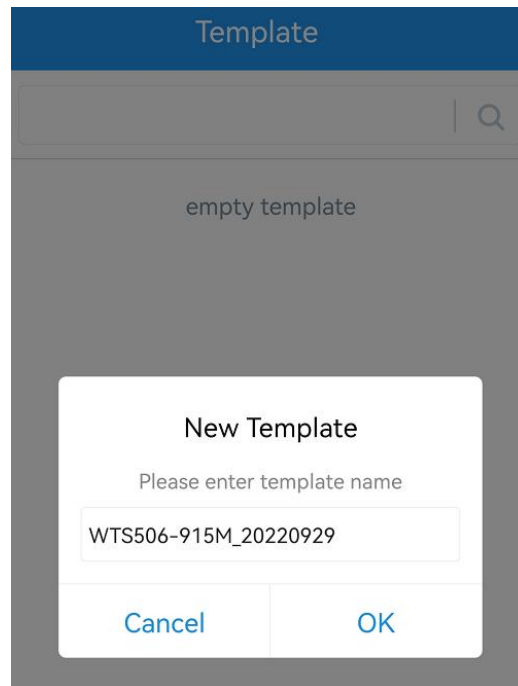 Template
empty template
New Template
Please enter template name
WTS506-915M_20220929
Cancel OK